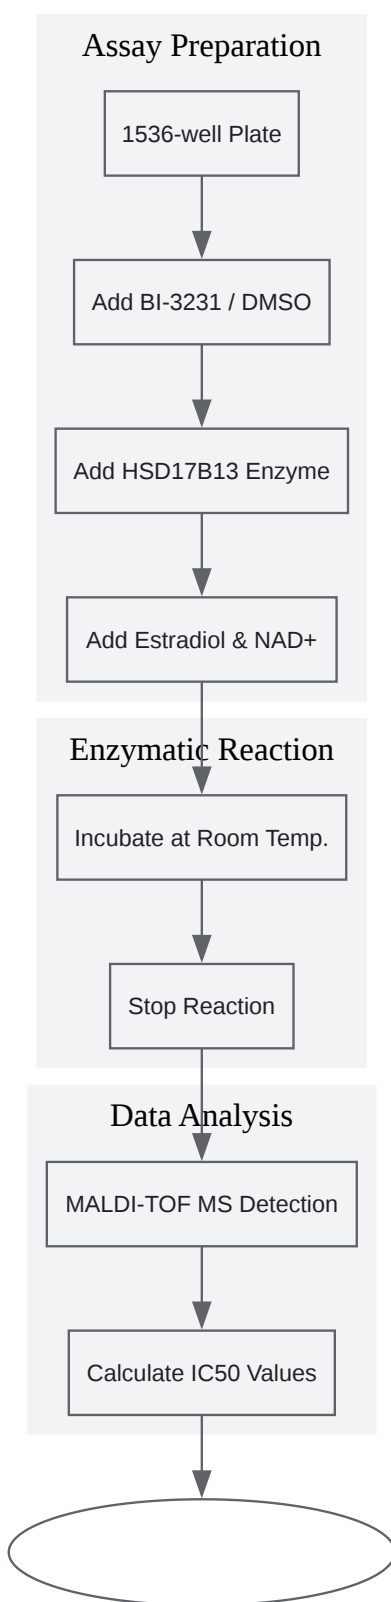 Assay Preparation
1536-well Plate
Add BI-3231 / DMSO
Add HSD17B13 Enzyme
Add Estradiol & NAD+
Enzymatic Reaction
Incubate at Room Temp.
Stop Reaction
Data Analysis
MALDI-TOF MS Detection
Calculate IC50 Values